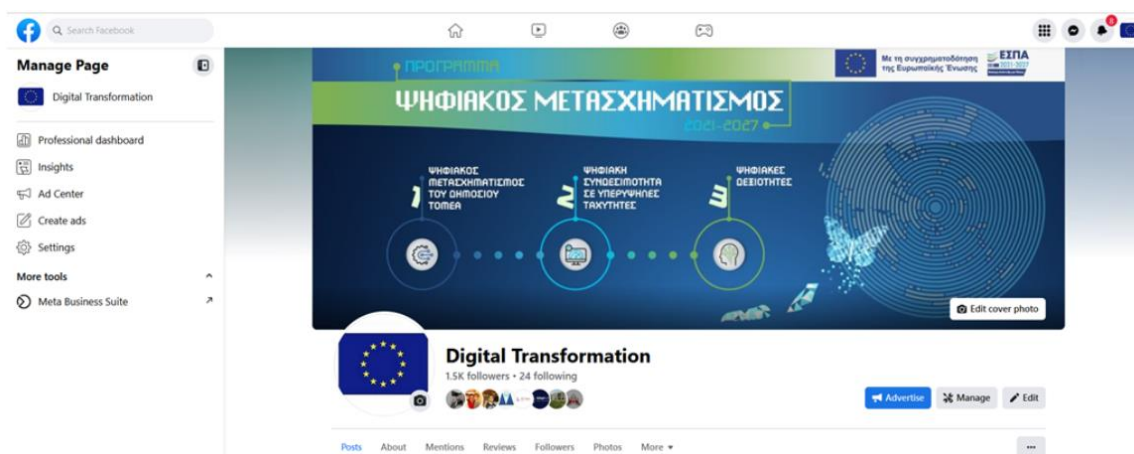 Search Facebook
8
Manage Page
Digital Transformation
Professional dashboard
Insights
Ad Center
Create ads
Settings
More tools
Meta Business Suite
ΠΡΟΓΡΑΜΜΑ
ΨΗΦΙΑΚΟΣ ΜΕΤΑΣΧΗΜΑΤΙΣΜΟΣ
2021-2027
Με τη συγχρηματοδότηση
της Ευρωπαϊκής Ένωσης
ΕΣΠΑ
2021-2027
1
ΨΗΦΙΑΚΟΣ
ΜΕΤΑΣΧΗΜΑΤΙΣΜΟΣ
ΤΟΥ ΔΗΜΟΣΙΟΥ
ΤΟΜΕΑ
2
ΨΗΦΙΑΚΗ
ΣΥΝΔΕΣΙΜΟΤΗΤΑ
ΣΕ ΥΠΕΡΥΨΗΛΕΣ
ΤΑΧΥΤΗΤΕΣ
3
ΨΗΦΙΑΚΕΣ
ΔΕΞΙΟΤΗΤΕΣ
Edit cover photo
Digital Transformation
1.5K followers • 24 following
Advertise
Manage
Edit
Posts About Mentions Reviews Followers Photos More